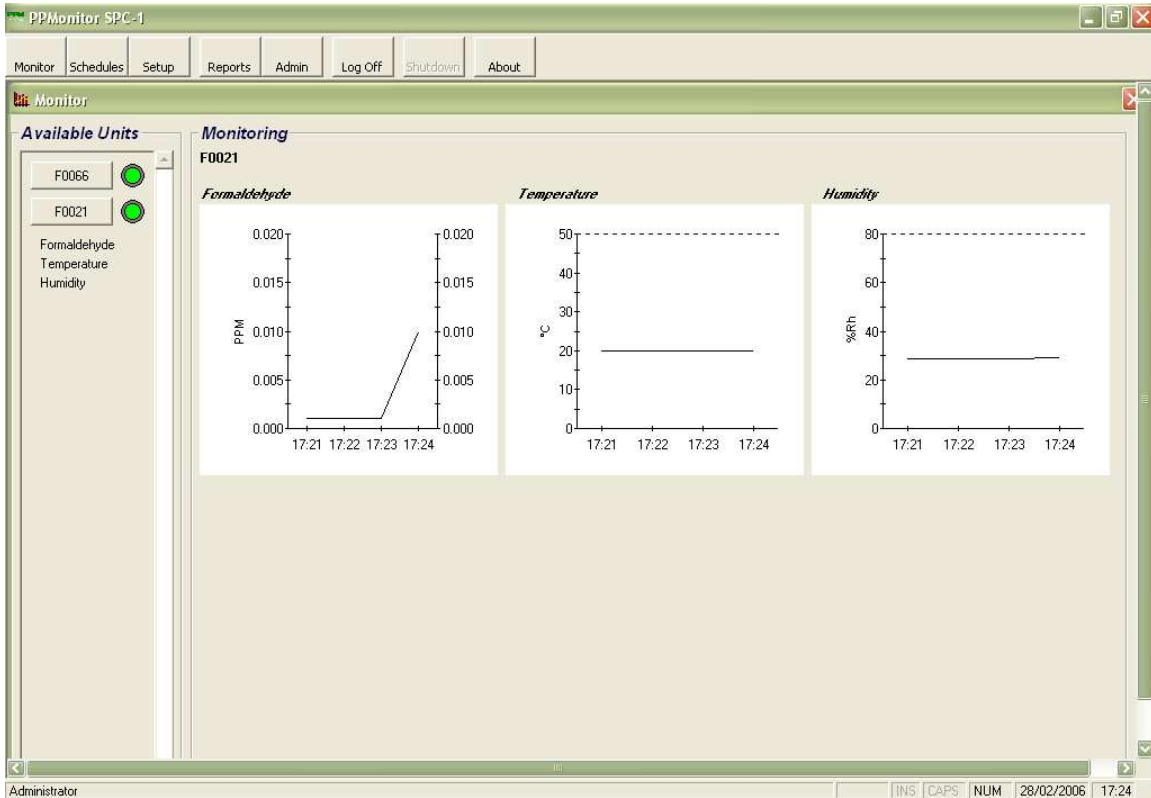 PPMonitor SPC-1
Monitor Schedules Setup Reports Admin Log Off Shutdown About
Monitor
Available Units
F0066
F0021
Formaldehyde
Temperature
Humidity
Monitoring
F0021
Formaldehyde
0.020
0.015
0.010
0.005
0.000
PPM
0.020
0.015
0.010
0.005
0.000
17:21 17:22 17:23 17:24
Temperature
50
40
30
20
10
0
°C
17:21 17:22 17:23 17:24
Humidity
80
60
40
20
0
%Rh
17:21 17:22 17:23 17:24
Administrator INS CAPS NUM 28/02/2006 17:24